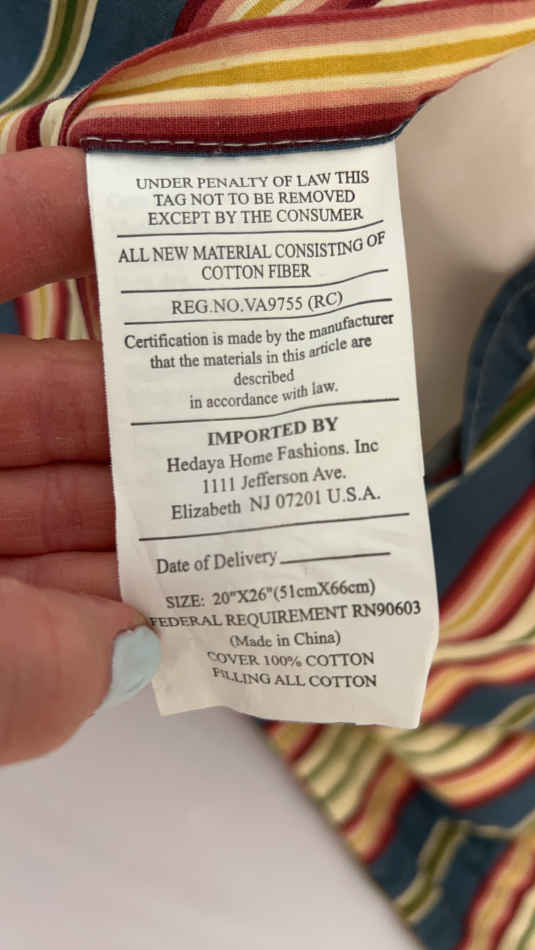 UNDER PENALTY OF LAW THIS
TAG NOT TO BE REMOVED
EXCEPT BY THE CONSUMER
ALL NEW MATERIAL CONSISTING OF
COTTON FIBER
REG.NO.VA9755 (RC)
Certification is made by the manufacturer
that the materials in this article are
described
in accordance with law.
IMPORTED BY
Hedaya Home Fashions. Inc
1111 Jefferson Ave.
Elizabeth NJ 07201 U.S.A.
Date of Delivery
SIZE: 20"X26"(51cmX66cm)
FEDERAL REQUIREMENT RN90603
(Made in China)
COVER 100% COTTON
FILLING ALL COTTON